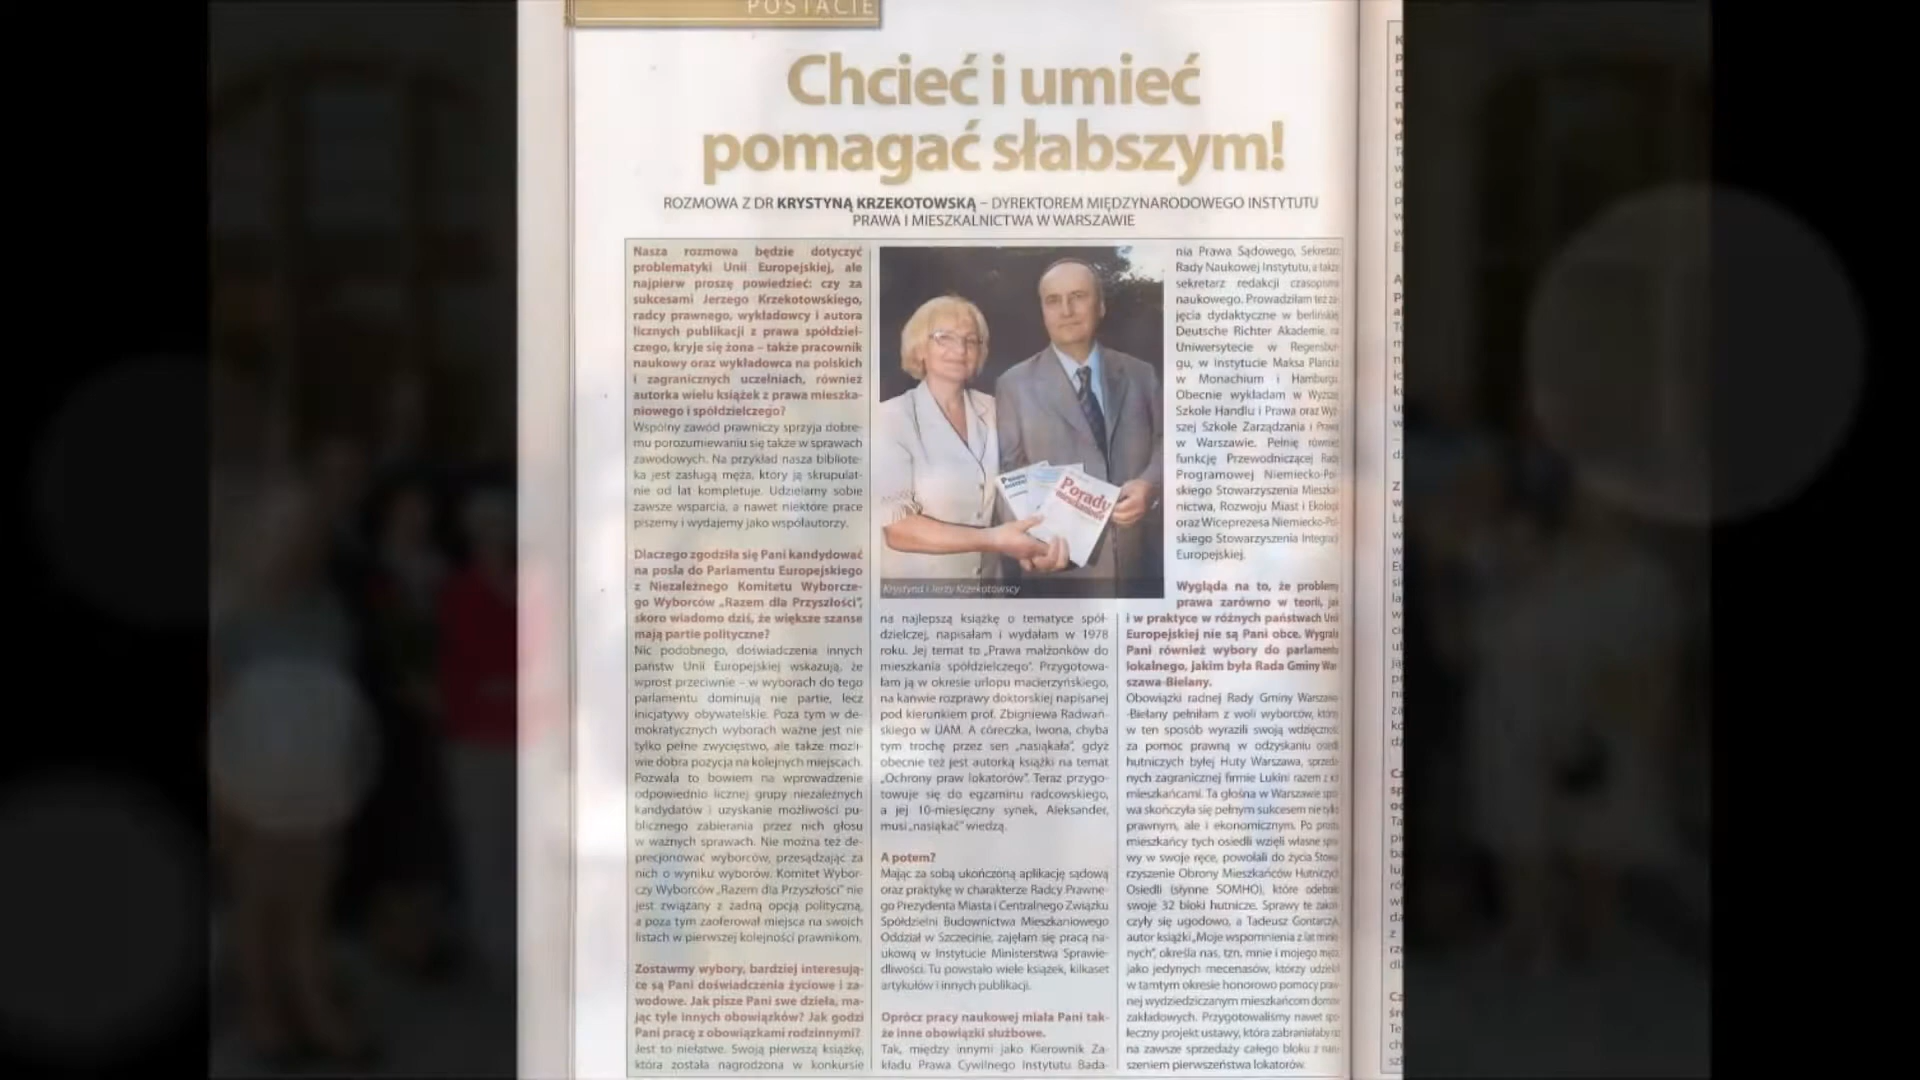 POSTACIE
Chcieć i umieć
pomagać słabszym!
ROZMOWA Z DR KRYSTYNĄ KRZEKOTOWSKĄ – DYREKTOREM MIĘDZYNARODOWEGO INSTYTUTU
PRAWA I MIESZKALNICTWA W WARSZAWIE
Nasza rozmowa będzie dotyczyć
problematyki Unii Europejskiej, ale
najpierw proszę powiedzieć: czy za
sukcesami Jerzego Krzekotowskiego,
radcy prawnego, wykładowcy i autora
licznych publikacji z prawa spółdziel-
czego, kryje się żona – także pracownik
naukowy oraz wykładowca na polskich
i zagranicznych uczelniach, również
autorka wielu książek z prawa mieszka-
niowego i spółdzielczego?
Wspólny zawód prawniczy sprzyja dobre-
mu porozumiewaniu się także w sprawach
zawodowych. Na przykład nasza bibliote-
ka jest zasługą męża, który ją skrupulat-
nie od lat kompletuje. Udzielamy sobie
zawsze wsparcia, a nawet niektóre prace
piszemy i wydajemy jako współautorzy.
Dlaczego zgodziła się Pani kandydować
na posła do Parlamentu Europejskiego
z Niezależnego Komitetu Wyborcze-
go Wyborców „Razem dla Przyszłości”,
skoro wiadomo dziś, że większe szanse
mają partie polityczne?
Nic podobnego, doświadczenia innych
państw Unii Europejskiej wskazują, że
wprost przeciwnie – w wyborach do tego
parlamentu dominują nie partie, lecz
inicjatywy obywatelskie. Poza tym w de-
mokratycznych wyborach ważne jest nie
tylko pełne zwycięstwo, ale także możli-
wie dobra pozycja na kolejnych miejscach.
Pozwala to bowiem na wprowadzenie
odpowiednio licznej grupy niezależnych
kandydatów i uzyskanie możliwości pu-
blicznego zabierania przez nich głosu
w ważnych sprawach. Nie można też de-
precjonować wyborców, przesądzając za
nich o wyniku wyborów. Komitet Wybor-
czy Wyborców „Razem dla Przyszłości” nie
jest związany z żadną opcją polityczną,
a poza tym zaoferował miejsca na swoich
listach w pierwszej kolejności prawnikom.
Zostawmy wybory, bardziej interesują-
ce są Pani doświadczenia życiowe i za-
wodowe. Jak pisze Pani swe dzieła, ma-
jąc tyle innych obowiązków? Jak godzi
Pani pracę z obowiązkami rodzinnymi?
Jest to niełatwe. Swoją pierwszą książkę,
która została nagrodzona w konkursie
Porady
Krystyna i Jerzy Krzekotowscy
na najlepszą książkę o tematyce spół-
dzielczej, napisałam i wydałam w 1978
roku. Jej temat to „Prawa małżonków do
mieszkania spółdzielczego”. Przygotowa-
łam ją w okresie urlopu macierzyńskiego,
na kanwie rozprawy doktorskiej napisanej
pod kierunkiem prof. Zbigniewa Radwań-
skiego w UAM. A córeczka, Iwona, chyba
tym trochę przez sen „nasiąkała”, gdyż
obecnie też jest autorką książki na temat
„Ochrony praw lokatorów”. Teraz przygo-
towuje się do egzaminu radcowskiego,
a jej 10-miesięczny synek, Aleksander,
musi „nasiąkać” wiedzą.
A potem?
Mając za sobą ukończoną aplikację sądową
oraz praktykę w charakterze Radcy Prawne-
go Prezydenta Miasta i Centralnego Związku
Spółdzielni Budownictwa Mieszkaniowego
Oddział w Szczecinie, zajęłam się pracą na-
ukową w Instytucie Ministerstwa Sprawie-
dliwości. Tu powstało wiele książek, kilkaset
artykułów i innych publikacji.
Oprócz pracy naukowej miała Pani tak-
że inne obowiązki służbowe.
Tak, między innymi jako Kierownik Za-
kładu Prawa Cywilnego Instytutu Bada-
nia Prawa Sądowego, Sekretarz
Rady Naukowej Instytutu, a także
sekretarz redakcji czasopisma
naukowego. Prowadziłam też za-
jęcia dydaktyczne w berlińskiej
Deutsche Richter Akademie, na
Uniwersytecie w Regensbur-
gu, w Instytucie Maksa Plancka
w Monachium i Hamburgu.
Obecnie wykładam w Wyższej
Szkole Handlu i Prawa oraz Wyż-
szej Szkole Zarządzania i Prawa
w Warszawie. Pełnię również
funkcję Przewodniczącej Rady
Programowej Niemiecko-Pol-
skiego Stowarzyszenia Mieszka-
nictwa, Rozwoju Miast i Ekologii
oraz Wiceprezesa Niemiecko-Pol-
skiego Stowarzyszenia Integracji
Europejskiej.
Wygląda na to, że problemy
prawa zarówno w teorii, jak
i w praktyce w różnych państwach Unii
Europejskiej nie są Pani obce. Wygrała
Pani również wybory do parlamentu
lokalnego, jakim była Rada Gminy War-
szawa Bielany.
Obowiązki radnej Rady Gminy Warszawa
-Bielany pełniłam z woli wyborców, którzy
w ten sposób wyrazili swoją wdzięczność
za pomoc prawną w odzyskaniu osiedli
hutniczych byłej Huty Warszawa, sprzeda-
nych zagranicznej firmie Lukini razem z ich
mieszkańcami. Ta głośna w Warszawie spra-
wa skończyła się pełnym sukcesem nie tylko
prawnym, ale i ekonomicznym. Po prostu
mieszkańcy tych osiedli wzięli własne spra-
wy w swoje ręce, powołali do życia Stowa-
rzyszenie Obrony Mieszkańców Hutniczych
Osiedli (słynne SOMHO), które odebrało
swoje 32 bloki hutnicze. Sprawy te zakoń-
czyły się ugodowo, a Tadeusz Gontarczyk,
autor książki „Moje wspomnienia z lat minio-
nych”, określa nas, tzn. mnie i mojego męża,
jako jedynych mecenasów, którzy udzielali
w tamtym okresie honorowo pomocy praw-
nej wydziedziczanym mieszkańcom domów
zakładowych. Przygotowaliśmy nawet spo-
łeczny projekt ustawy, która zabraniałaby raz
na zawsze sprzedaży całego bloku z naru-
szeniem pierwszeństwa lokatorów.